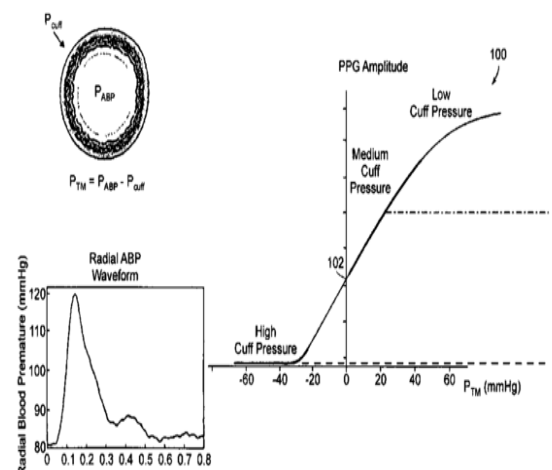 P_cuff
P_ABP
P_TM = P_ABP - P_cuff
100
PPG Amplitude
Low
Cuff Pressure
Medium
Cuff
Pressure
102
High
Cuff Pressure
-60 -40 -20 0 20 40 60
P_TM (mmHg)
Radial ABP
Waveform
Radial Blood Premature (mmHg)
120
110
100
90
80
0 0.1 0.2 0.3 0.4 0.5 0.6 0.7 0.8